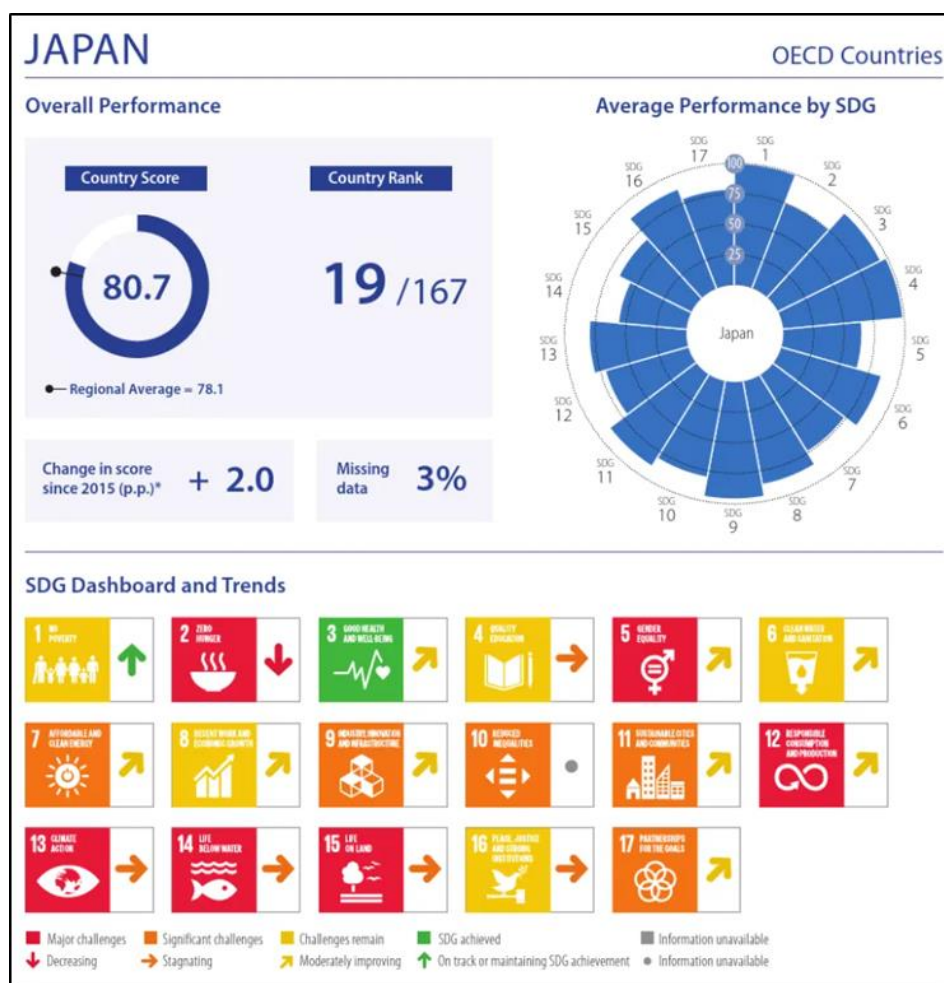 JAPAN
OECD Countries
Overall Performance
Country Score
80.7
Regional Average = 78.1
Country Rank
19 /167
Change in score
since 2015 (p.p.)*
+ 2.0
Missing
data
3%
Average Performance by SDG
SDG
1
SDG
2
SDG
3
SDG
4
SDG
5
SDG
6
SDG
7
SDG
8
SDG
9
SDG
10
SDG
11
SDG
12
SDG
13
SDG
14
SDG
15
SDG
16
SDG
17
100
75
50
25
Japan
SDG Dashboard and Trends
1 NO
POVERTY
2 ZERO
HUNGER
3 GOOD HEALTH
AND WELL-BEING
4 QUALITY
EDUCATION
5 GENDER
EQUALITY
6 CLEAN WATER
AND SANITATION
7 AFFORDABLE AND
CLEAN ENERGY
8 DECENT WORK AND
ECONOMIC GROWTH
9 INDUSTRY, INNOVATION
AND INFRASTRUCTURE
10 REDUCED
INEQUALITIES
11 SUSTAINABLE CITIES
AND COMMUNITIES
12 RESPONSIBLE
CONSUMPTION
AND PRODUCTION
13 CLIMATE
ACTION
14 LIFE
BELOW WATER
15 LIFE
ON LAND
16 PEACE, JUSTICE
AND STRONG
INSTITUTIONS
17 PARTNERSHIPS
FOR THE GOALS
Major challenges
Significant challenges
Challenges remain
SDG achieved
Information unavailable
Decreasing
Stagnating
Moderately improving
On track or maintaining SDG achievement
Information unavailable